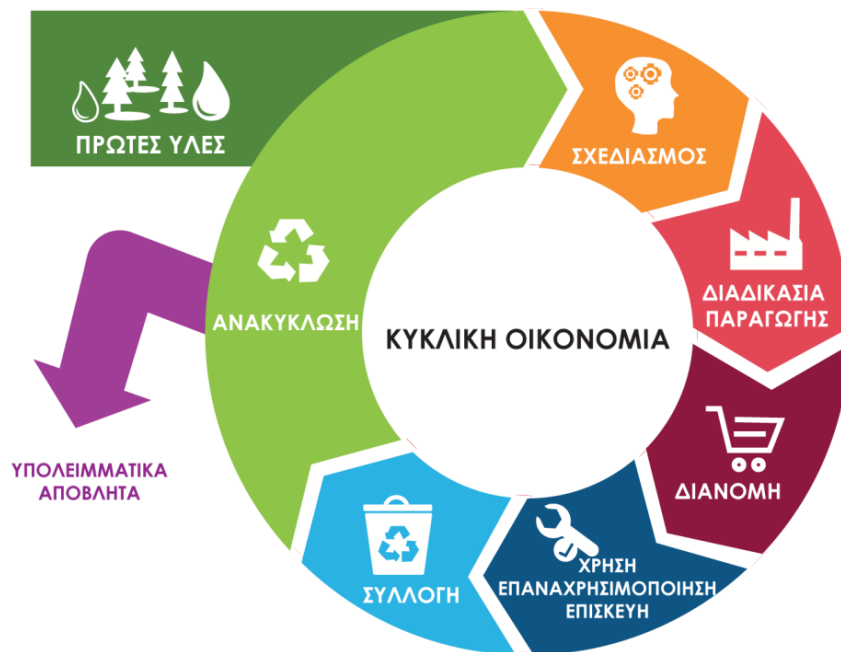 ΠΡΩΤΕΣ ΥΛΕΣ
ΣΧΕΔΙΑΣΜΟΣ
ΔΙΑΔΙΚΑΣΙΑ
ΠΑΡΑΓΩΓΗΣ
ΔΙΑΝΟΜΗ
ΧΡΗΣΗ
ΕΠΑΝΑΧΡΗΣΙΜΟΠΟΙΗΣΗ
ΕΠΙΣΚΕΥΗ
ΣΥΛΛΟΓΗ
ΑΝΑΚΥΚΛΩΣΗ
ΥΠΟΛΕΙΜΜΑΤΙΚΑ
ΑΠΟΒΛΗΤΑ
ΚΥΚΛΙΚΗ ΟΙΚΟΝΟΜΙΑ